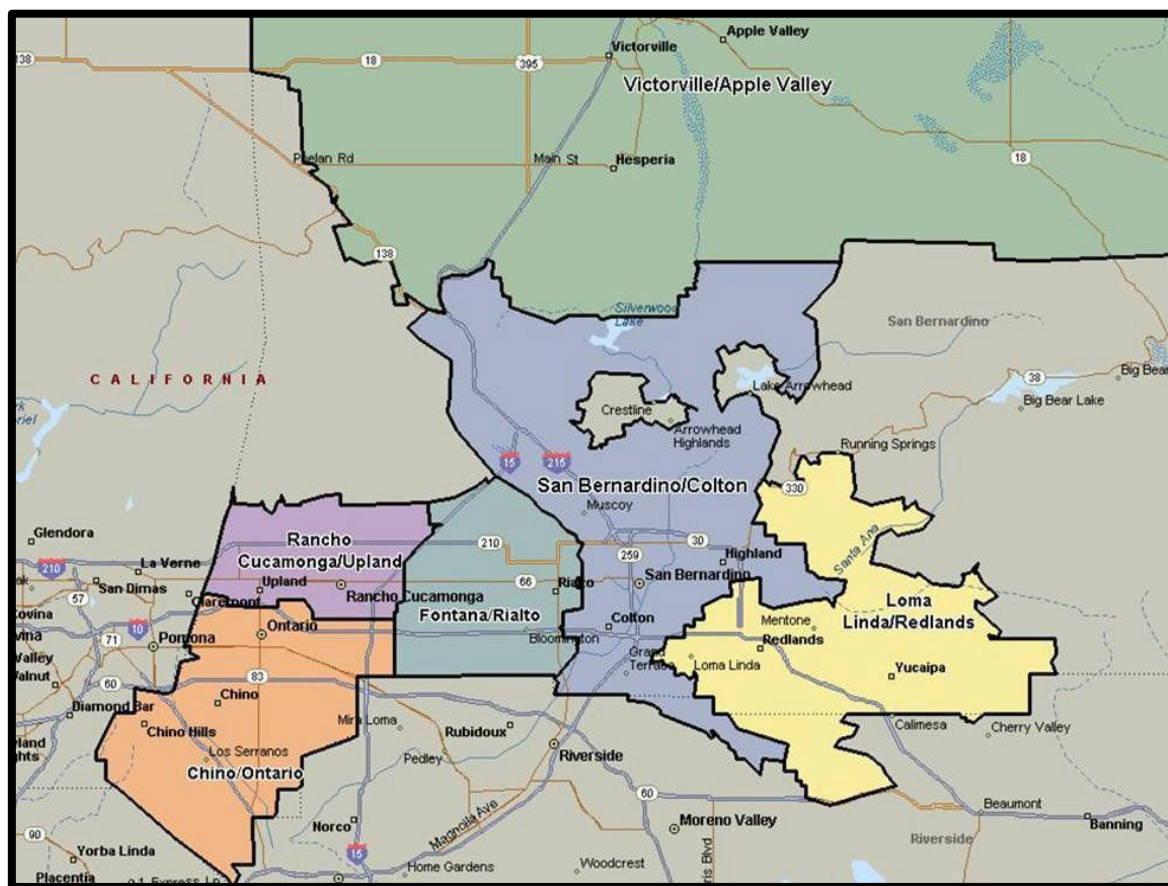 Apple Valley
Victorville
138
18
395
Victorville/Apple Valley
Phelan Rd
Main St
Hesperia
18
138
Silverwood
Lake
San Bernardino
CALIFORNIA
38
Big Bear
Lake Arrowhead
Big Bear Lake
Crestline
Arrowhead
Highlands
Running Springs
15
215
San Bernardino/Colton
330
Muscoy
Glendora
Rancho
Cucamonga/Upland
210
30
Santa Ana
La Verne
259
Highland
210
San Dimas
Upland
66
Rialto
San Bernardino
57
Claremont
Rancho Cucamonga
Loma
Linda/Redlands
Fontana/Rialto
Mentone
10
Ontario
Colton
71
Pomona
Bloomington
Redlands
Valley
Grand
Terrace
Loma Linda
Walnut
60
83
Yucaipa
Chino
Diamond Bar
Mira Loma
Chino Hills
Rubidoux
Calimesa
Cherry Valley
Los Serranos
Pedley
Riverside
Chino/Ontario
60
Magnolia Ave
Beaumont
Norco
Moreno Valley
Banning
90
Riverside
Yorba Linda
15
Placentia
Home Gardens
Woodcrest